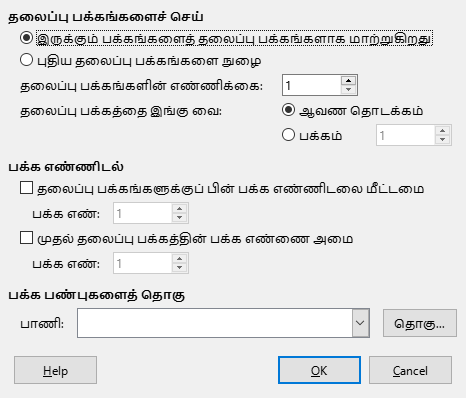 தலைப்பு பக்கங்களைச் செய்
இருக்கும் பக்கங்களைத் தலைப்பு பக்கங்களாக மாற்றுகிறது
புதிய தலைப்பு பக்கங்களை நுழை
தலைப்பு பக்கங்களின் எண்ணிக்கை: 1
தலைப்பு பக்கத்தை இங்கு வை: ஆவண தொடக்கம்
பக்கம் 1
பக்க எண்ணிடல்
தலைப்பு பக்கங்களுக்குப் பின் பக்க எண்ணிடலை மீட்டமை
பக்க எண்: 1
முதல் தலைப்பு பக்கத்தின் பக்க எண்ணை அமை
பக்க எண்: 1
பக்க பண்புகளைத் தொகு
பாணி: தொகு...
Help OK Cancel